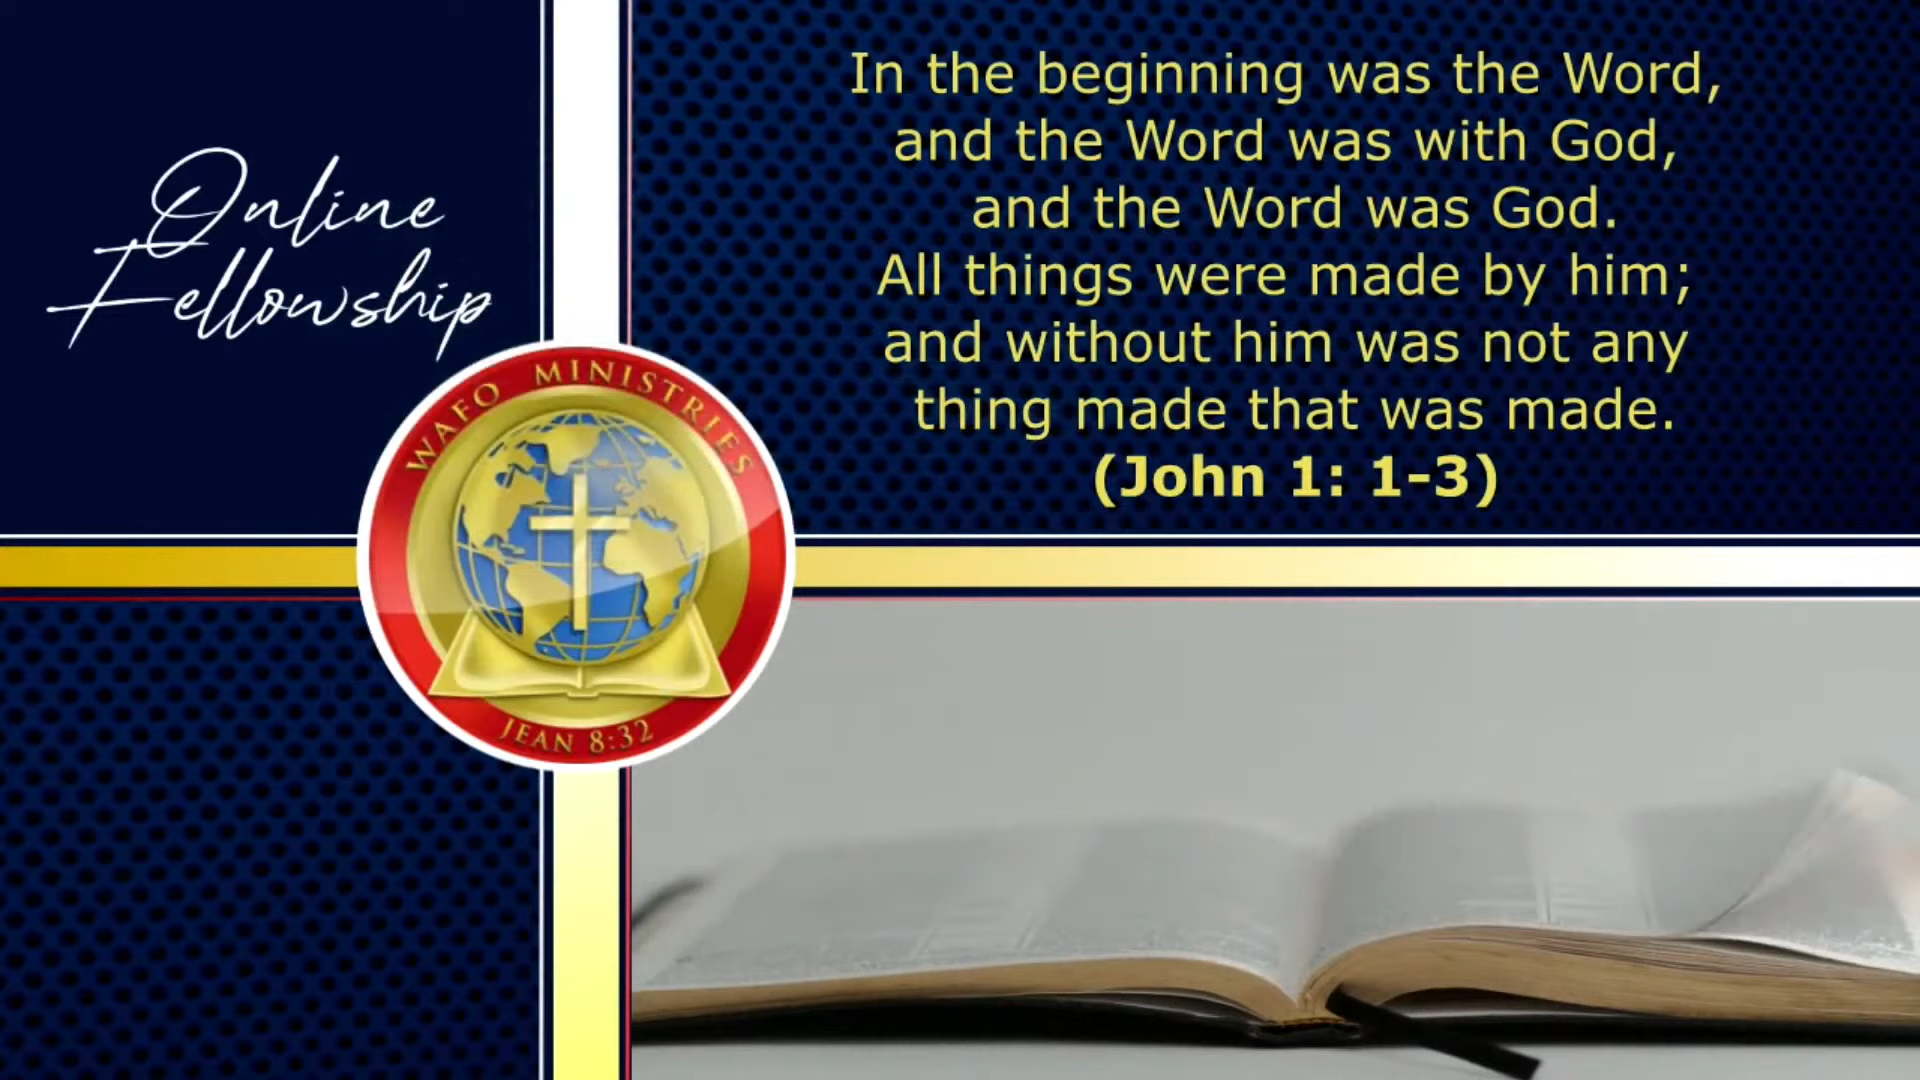 Online
Fellowship
In the beginning was the Word,
and the Word was with God,
and the Word was God.
All things were made by him;
and without him was not any
thing made that was made.
(John 1: 1-3)
WAFO MINISTRIES
JEAN 8:32